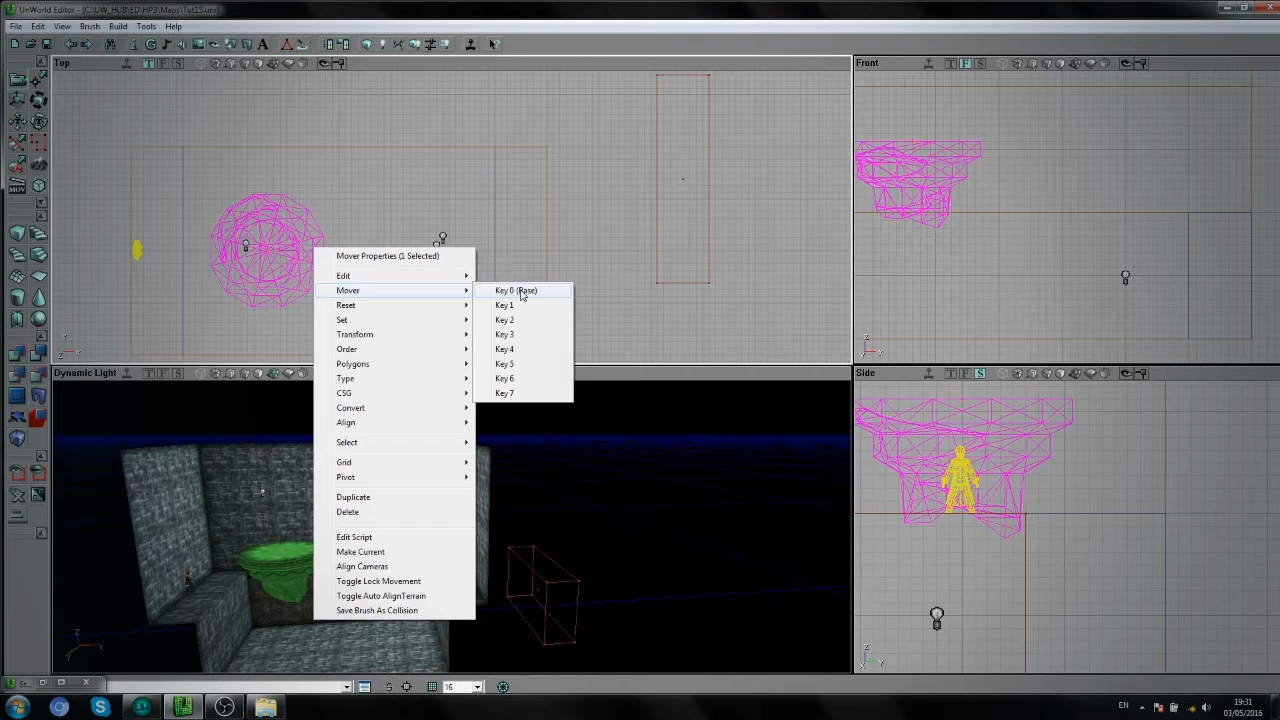 UnWorld Editor - [C:\UW_HUB\ED\HP3\Maps\Tut15.unr]
File Edit View Brush Build Tools Help
Top
T F S
Front
T F S
MOV
Mover Properties (1 Selected)
Edit
Mover
Reset
Set
Transform
Order
Polygons
Type
CSG
Convert
Align
Select
Grid
Pivot
Duplicate
Delete
Edit Script
Make Current
Align Cameras
Toggle Lock Movement
Toggle Auto AlignTerrain
Save Brush As Collision
Key 0 (Base)
Key 1
Key 2
Key 3
Key 4
Key 5
Key 6
Key 7
Dynamic Light
T F S
Side
T F S
16
EN
19:31
03/05/2016